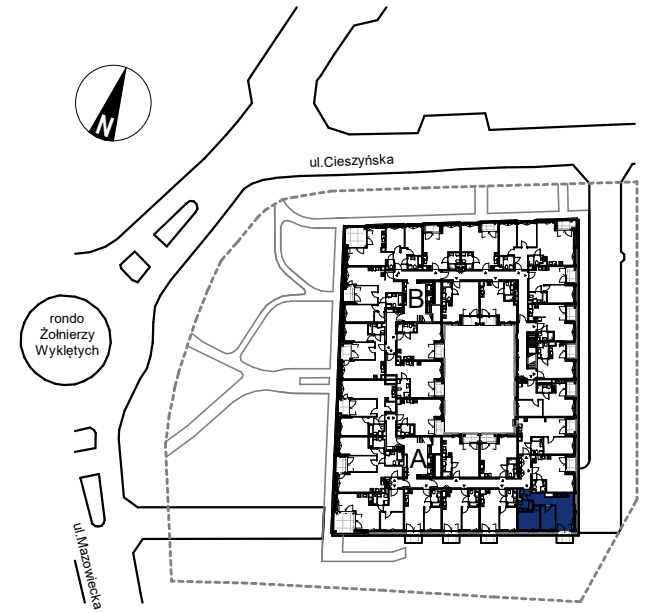 N
ul.Cieszyńska
B
rondo
Żołnierzy
Wyklętych
A
ul.Mazowiecka